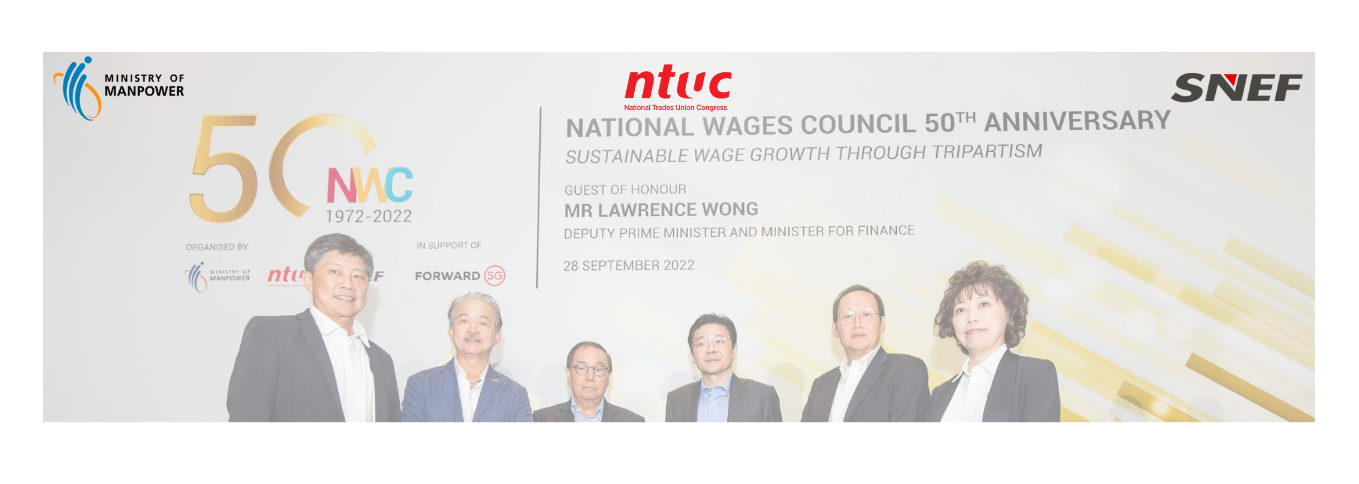 MINISTRY OF
MANPOWER
ntuc
National Trades Union Congress
SNEF
50
NWC
1972-2022
ORGANISED BY
MINISTRY OF
MANPOWER
IN SUPPORT OF
FORWARD SG
NATIONAL WAGES COUNCIL 50TH ANNIVERSARY
SUSTAINABLE WAGE GROWTH THROUGH TRIPARTISM
GUEST OF HONOUR
MR LAWRENCE WONG
DEPUTY PRIME MINISTER AND MINISTER FOR FINANCE
28 SEPTEMBER 2022